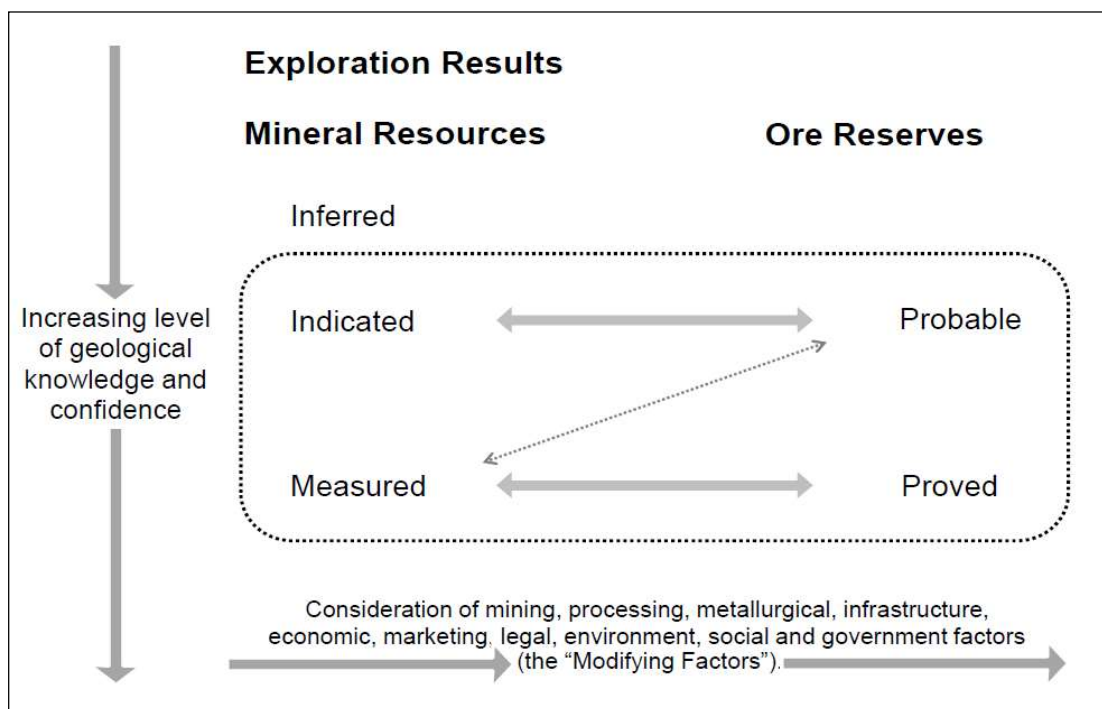 Exploration Results
Mineral Resources
Ore Reserves
Inferred
Increasing level
of geological
knowledge and
confidence
Indicated
Probable
Measured
Proved
Consideration of mining, processing, metallurgical, infrastructure,
economic, marketing, legal, environment, social and government factors
(the “Modifying Factors”).